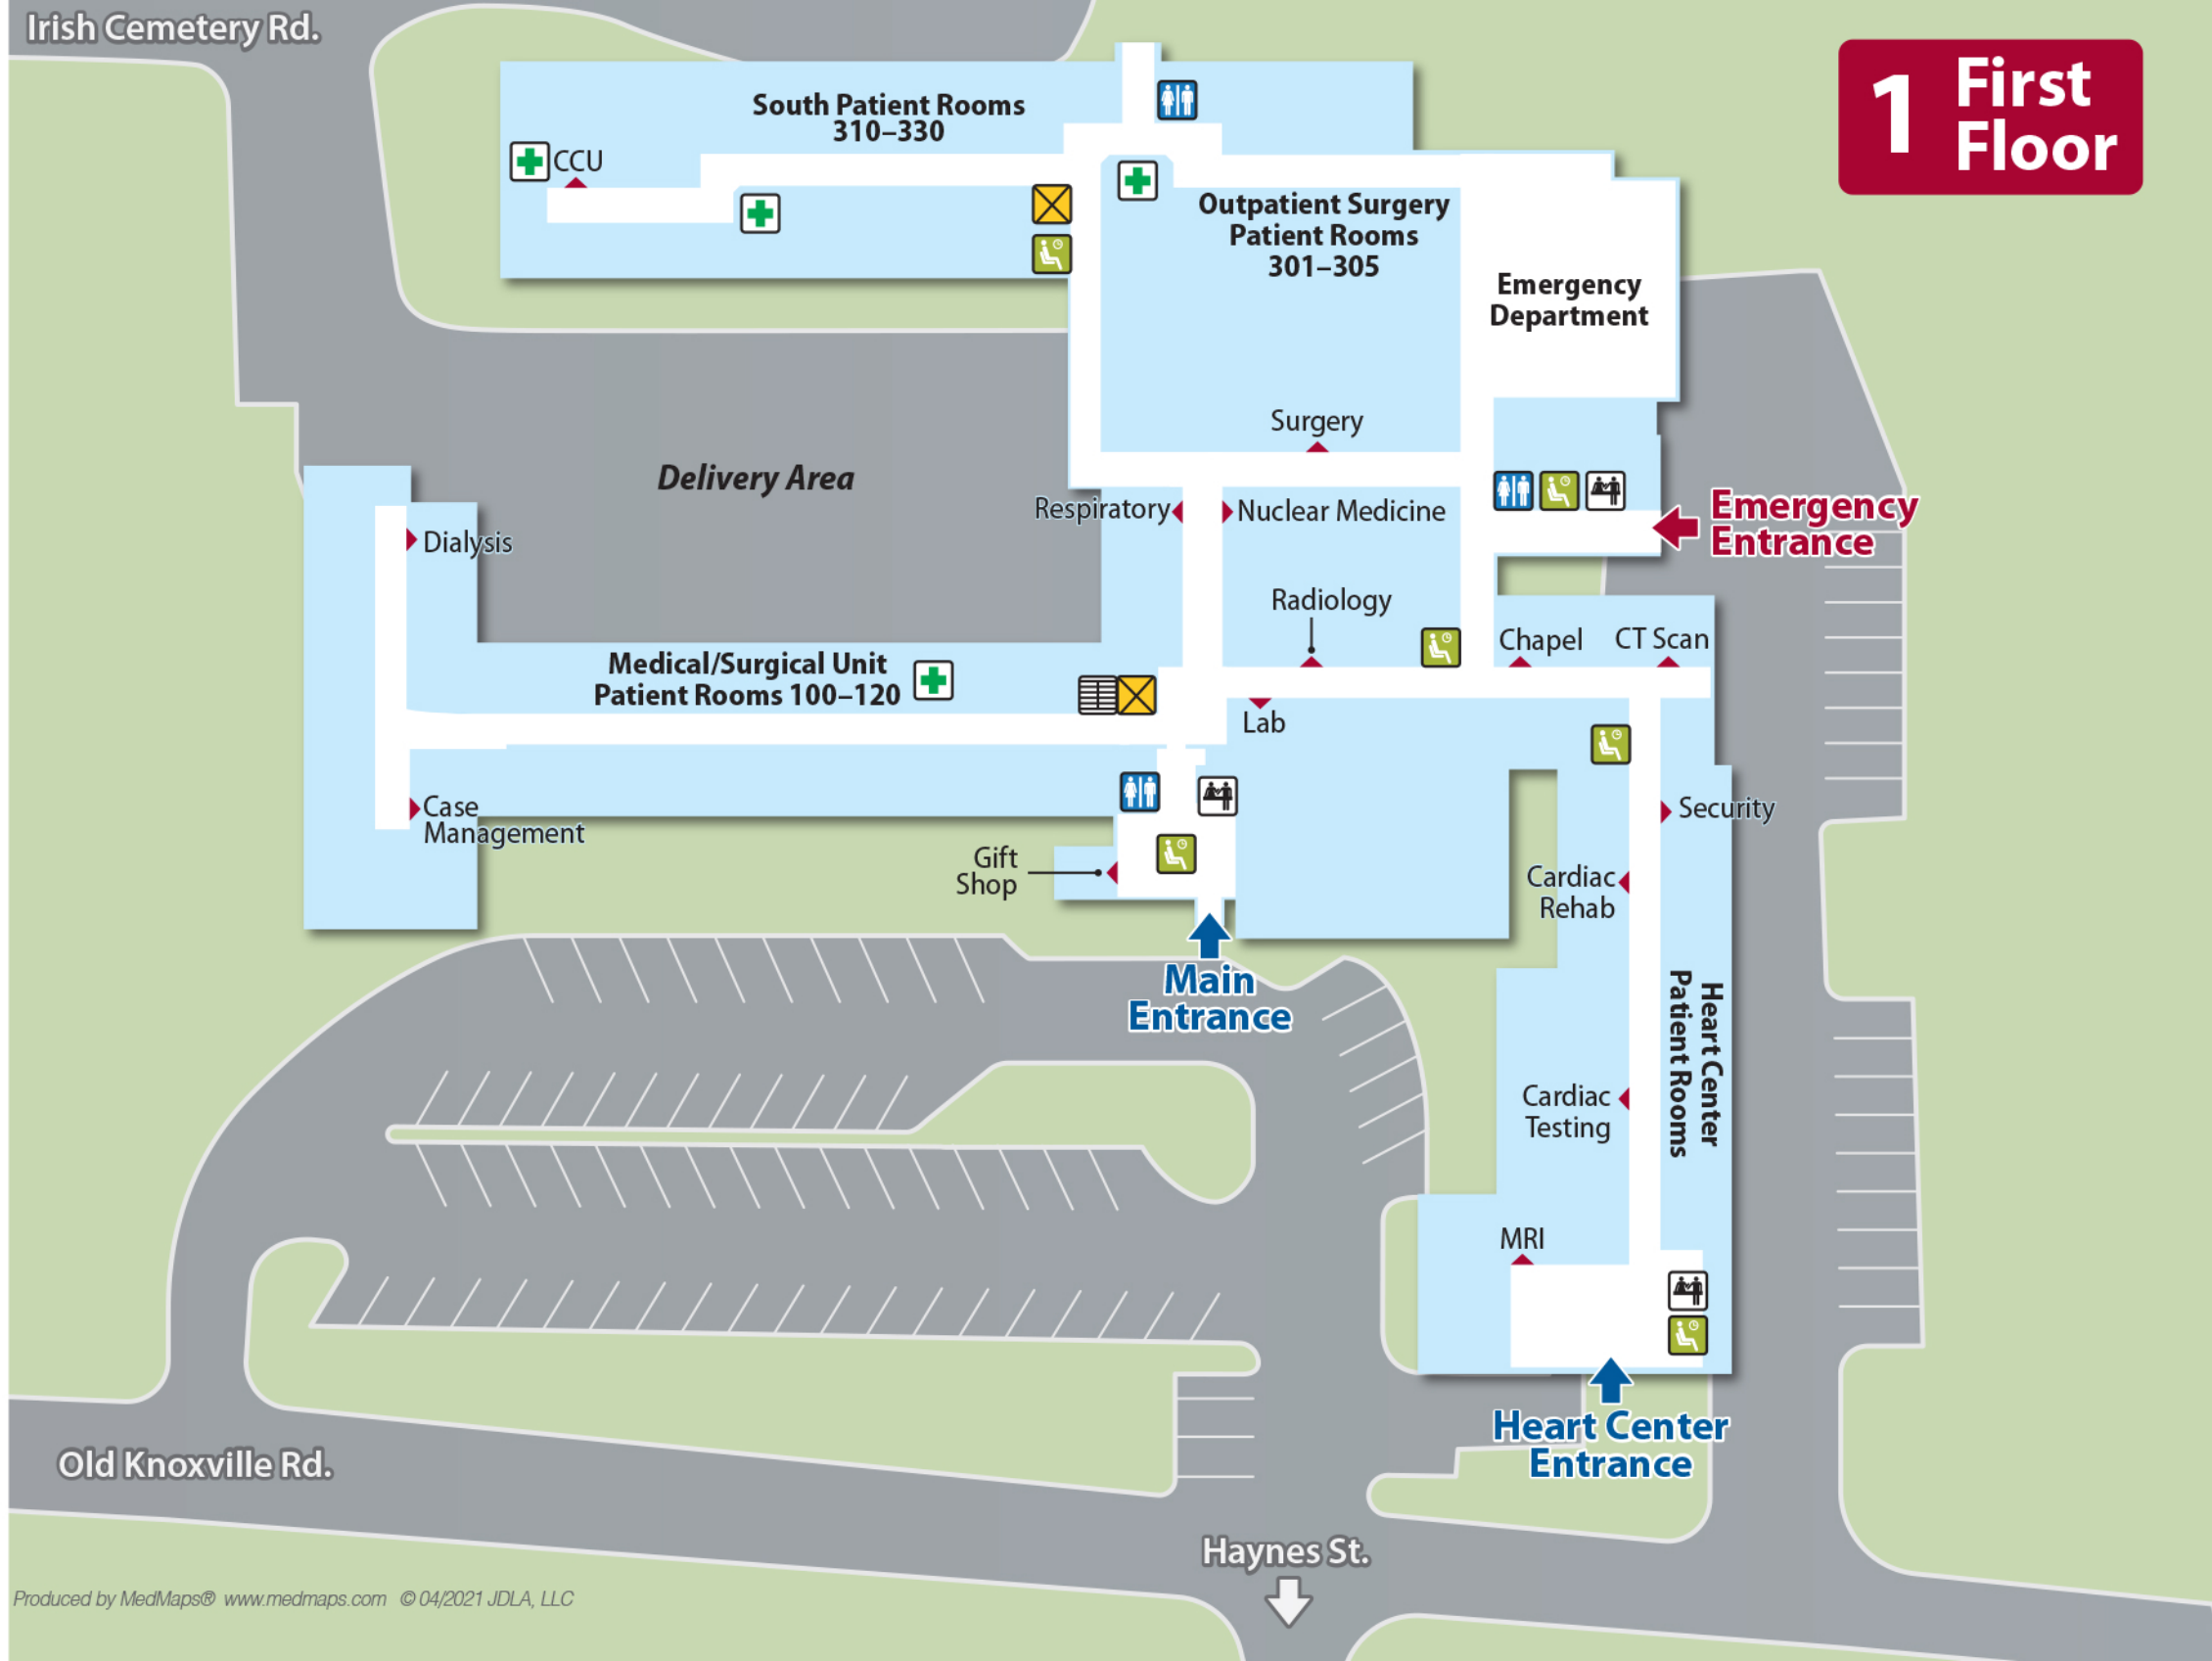 Irish Cemetery Rd.
1 First
Floor
South Patient Rooms
310–330
CCU
Outpatient Surgery
Patient Rooms
301–305
Emergency
Department
Surgery
Delivery Area
Respiratory
Nuclear Medicine
Emergency
Entrance
Dialysis
Radiology
Chapel
CT Scan
Medical/Surgical Unit
Patient Rooms 100–120
Lab
Case
Management
Security
Gift
Shop
Cardiac
Rehab
Main
Entrance
Heart Center
Patient Rooms
Cardiac
Testing
MRI
Heart Center
Entrance
Old Knoxville Rd.
Haynes St.
Produced by MedMaps® www.medmaps.com © 04/2021 JDLA, LLC